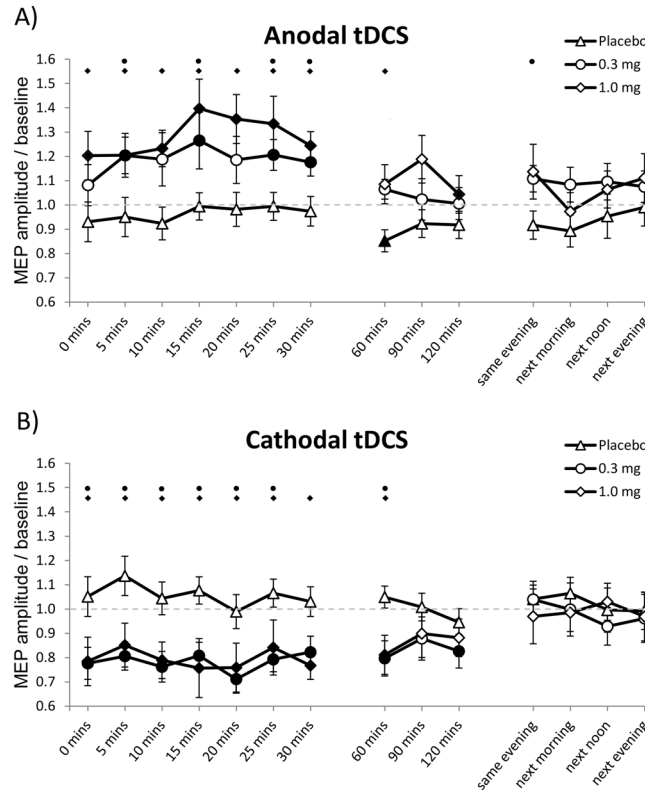 A)
Anodal tDCS
Placebo
0.3 mg
1.0 mg
MEP amplitude / baseline
1.6
1.5
1.4
1.3
1.2
1.1
1.0
0.9
0.8
0.7
0.6
0 mins
5 mins
10 mins
15 mins
20 mins
25 mins
30 mins
60 mins
90 mins
120 mins
same evening
next morning
next noon
next evening
B)
Cathodal tDCS
Placebo
0.3 mg
1.0 mg
MEP amplitude / baseline
1.6
1.5
1.4
1.3
1.2
1.1
1.0
0.9
0.8
0.7
0.6
0 mins
5 mins
10 mins
15 mins
20 mins
25 mins
30 mins
60 mins
90 mins
120 mins
same evening
next morning
next noon
next evening